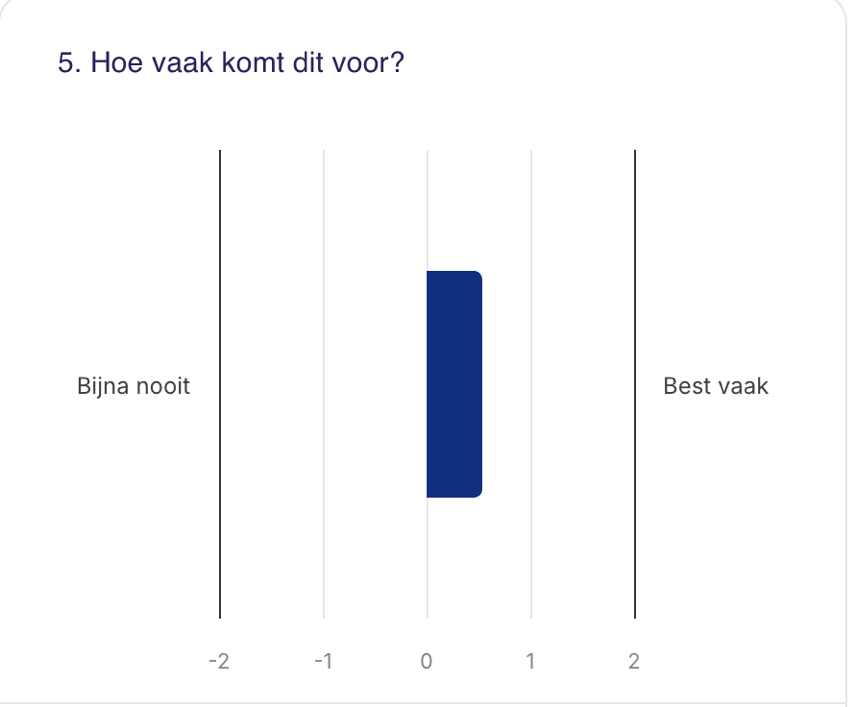 5. Hoe vaak komt dit voor?
Bijna nooit
Best vaak
-2 -1 0 1 2